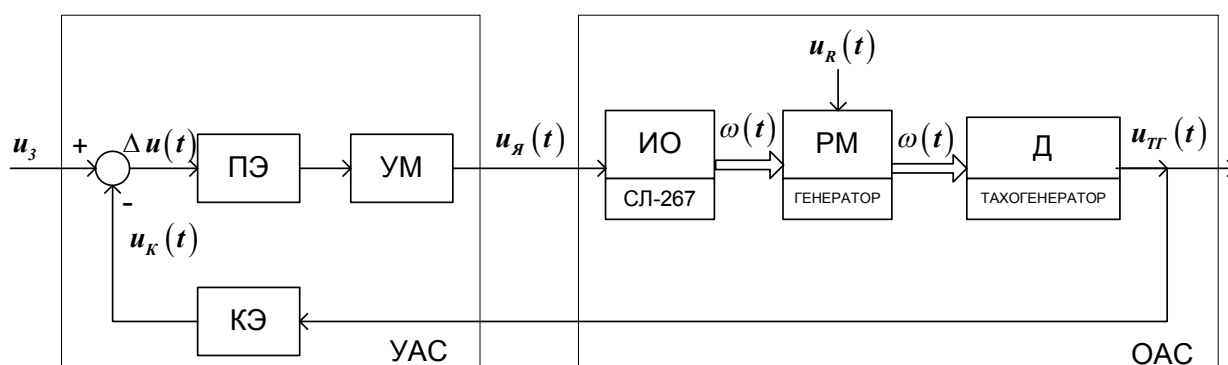 u_R(t)
u_З + Δu(t) ПЭ УМ u_Я(t) ИО ω(t) РМ ω(t) Д u_ТГ(t)
СЛ-267 ГЕНЕРАТОР ТАХОГЕНЕРАТОР
-
u_К(t)
КЭ
УАС ОАС